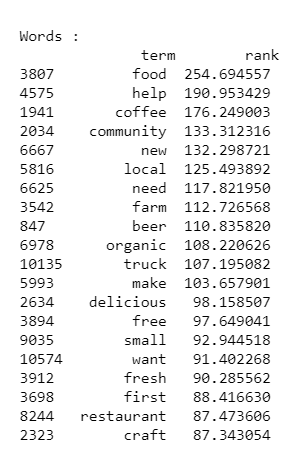 Words :
term rank
3807 food 254.694557
4575 help 190.953429
1941 coffee 176.249003
2034 community 133.312316
6667 new 132.298721
5816 local 125.493892
6625 need 117.821950
3542 farm 112.726568
847 beer 110.835820
6978 organic 108.220626
10135 truck 107.195082
5993 make 103.657901
2634 delicious 98.158507
3894 free 97.649041
9035 small 92.944518
10574 want 91.402268
3912 fresh 90.285562
3698 first 88.416630
8244 restaurant 87.473606
2323 craft 87.343054